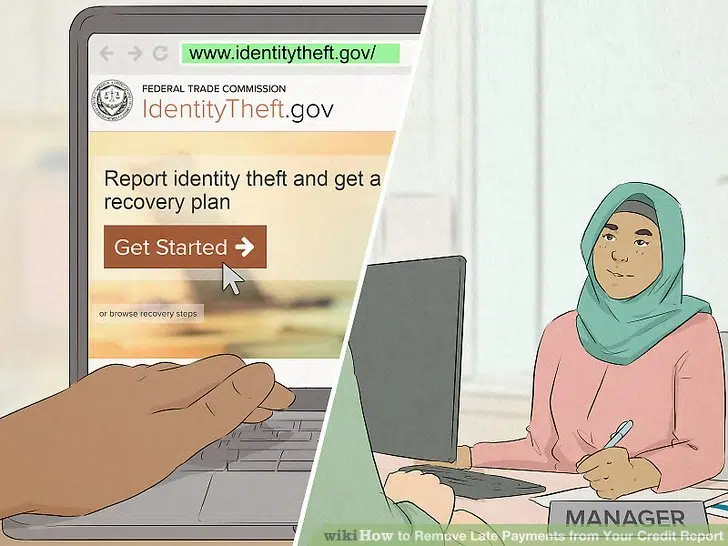 www.identitytheft.gov/
FEDERAL TRADE COMMISSION
IdentityTheft.gov
Report identity theft and get a
recovery plan
Get Started
or browse recovery steps
MANAGER
wikiHow to Remove Late Payments from Your Credit Report